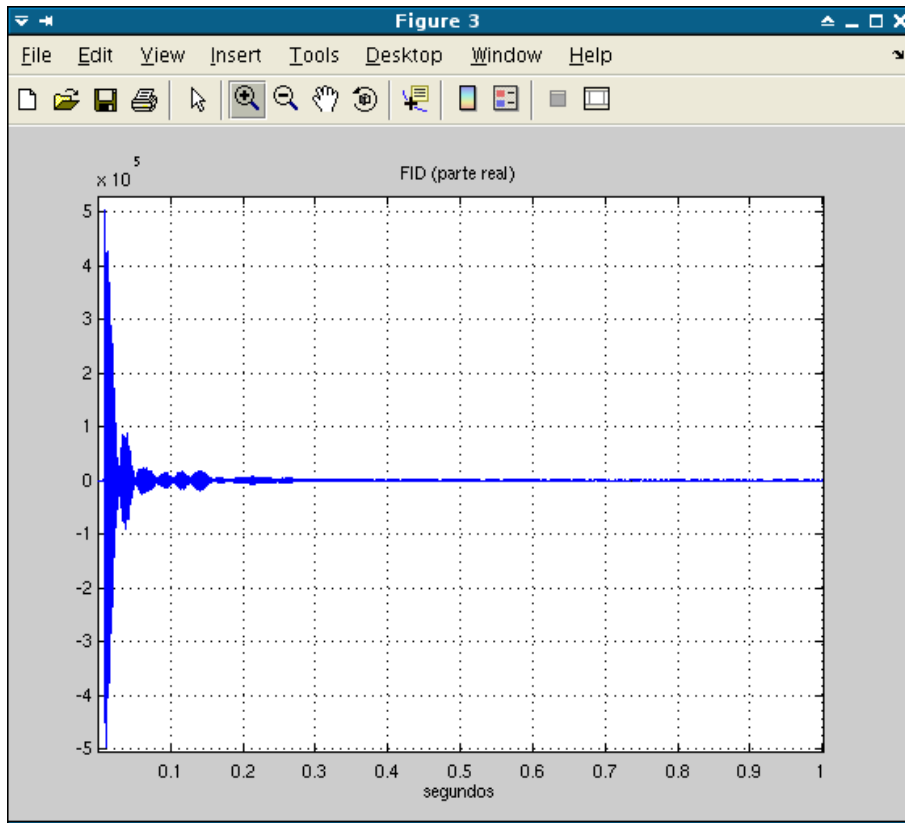 Figure 3
File Edit View Insert Tools Desktop Window Help
5
x 10
FID (parte real)
5
4
3
2
1
0
-1
-2
-3
-4
-5
0.1 0.2 0.3 0.4 0.5 0.6 0.7 0.8 0.9 1
segundos